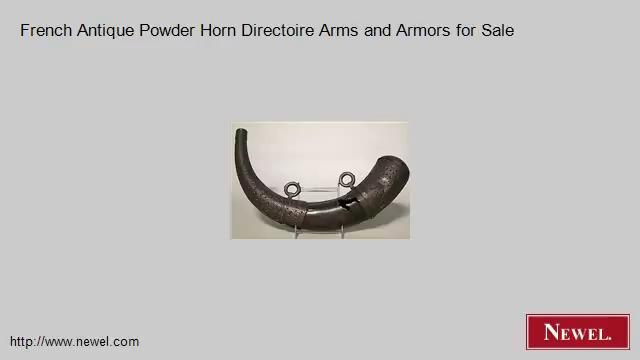 French Antique Powder Horn Directoire Arms and Armors for Sale
http://www.newel.com
NEWEL.